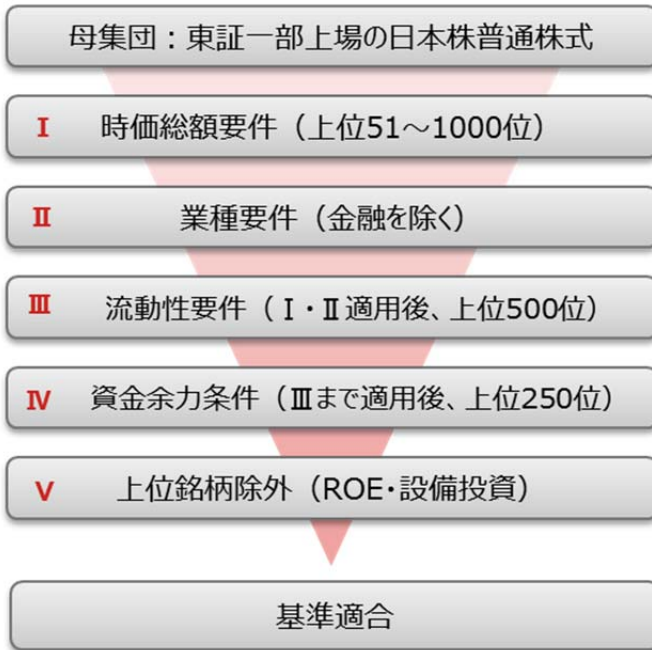 母集団：東証一部上場の日本株普通株式
Ⅰ 時価総額要件（上位51～1000位）
Ⅱ 業種要件（金融を除く）
Ⅲ 流動性要件（Ⅰ・Ⅱ適用後、上位500位）
Ⅳ 資金余力条件（Ⅲまで適用後、上位250位）
Ⅴ 上位銘柄除外（ROE・設備投資）
基準適合